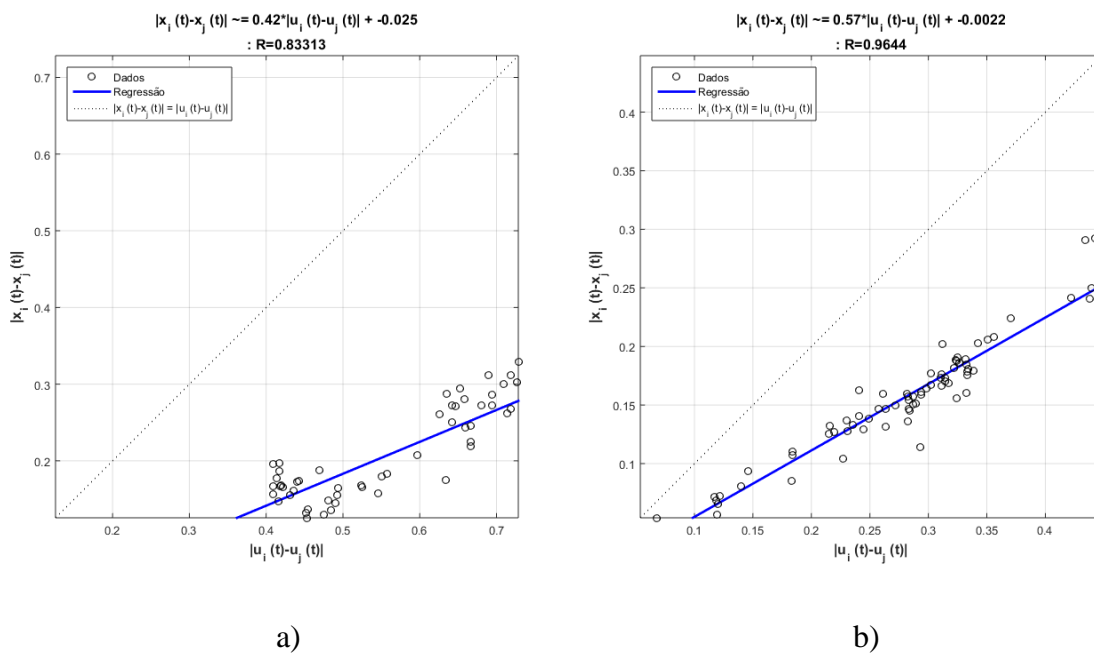 |x_i (t)-x_j (t)| ~= 0.42*|u_i (t)-u_j (t)| + -0.025
: R=0.83313
Dados
Regressão
|x_i (t)-x_j (t)| = |u_i (t)-u_j (t)|
0.7
0.6
0.5
0.4
0.3
0.2
|x_i (t)-x_j (t)|
0.2 0.3 0.4 0.5 0.6 0.7
|u_i (t)-u_j (t)|
a)
|x_i (t)-x_j (t)| ~= 0.57*|u_i (t)-u_j (t)| + -0.0022
: R=0.9644
Dados
Regressão
|x_i (t)-x_j (t)| = |u_i (t)-u_j (t)|
0.4
0.35
0.3
0.25
0.2
0.15
0.1
|x_i (t)-x_j (t)|
0.1 0.15 0.2 0.25 0.3 0.35 0.4
|u_i (t)-u_j (t)|
b)